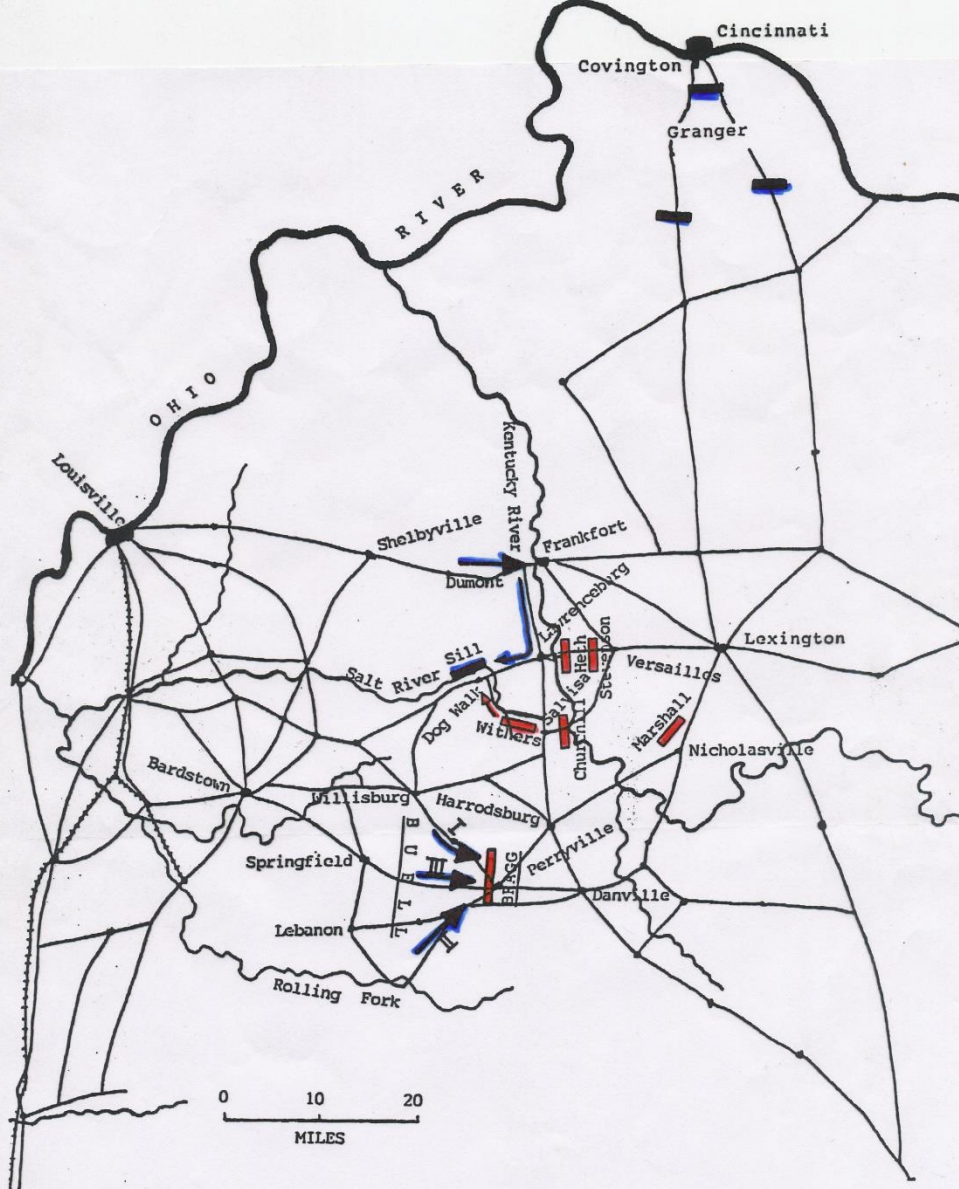 Cincinnati
Covington
Granger
OHIO RIVER
Kentucky River
Louisville
Shelbyville
Frankfort
Dumont
Lawrenceburg
Lexington
Sill
Heth
Stevenson
Versailles
Salt River
Salvisa
Dog Walk
Withers
Churchill
Marshall
Nicholasville
Bardstown
Willisburg
Harrodsburg
I
BUELL
III
Perryville
BRAGG
Springfield
Danville
Lebanon
II
Rolling Fork
0 10 20
MILES